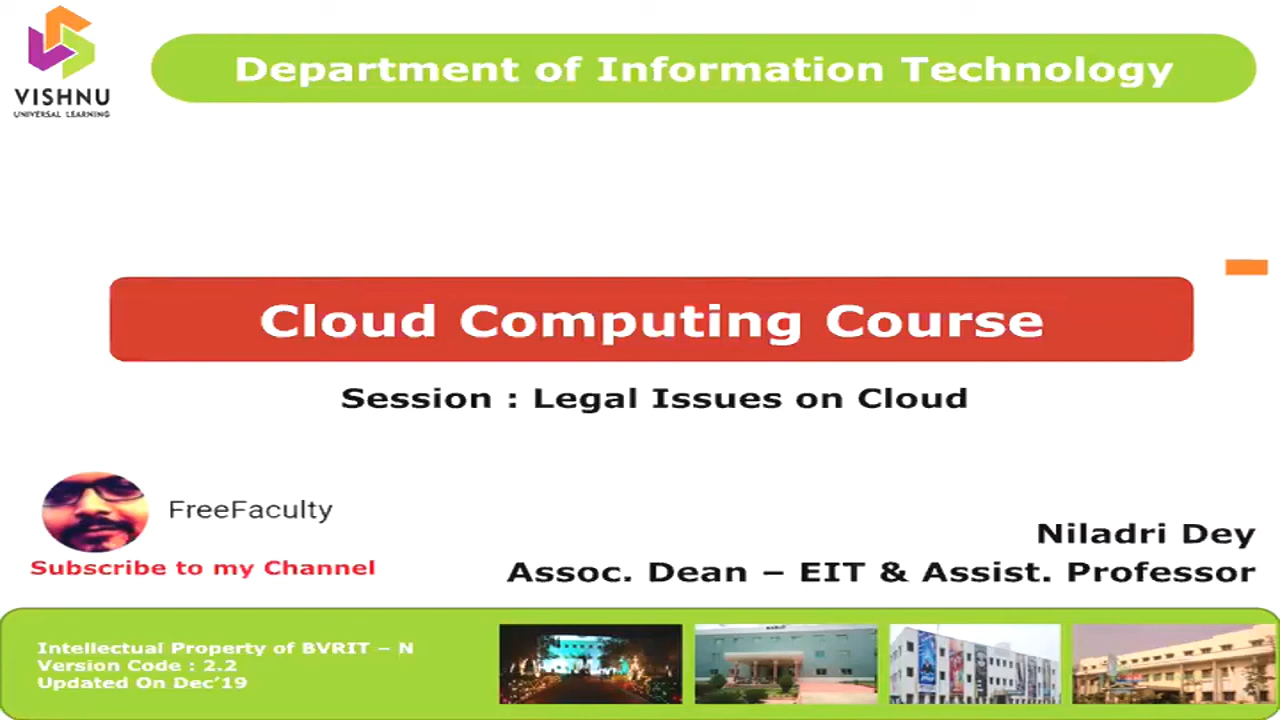 VISHNU
UNIVERSAL LEARNING
Department of Information Technology
Cloud Computing Course
Session : Legal Issues on Cloud
FreeFaculty
Subscribe to my Channel
Niladri Dey
Assoc. Dean – EIT & Assist. Professor
Intellectual Property of BVRIT – N
Version Code : 2.2
Updated On Dec’19